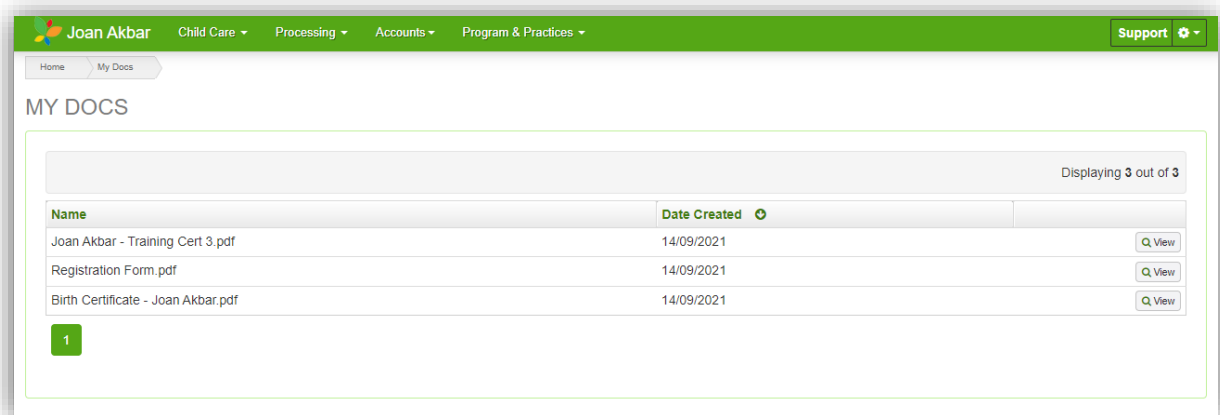 Joan Akbar Child Care Processing Accounts Program & Practices Support
Home My Docs
MY DOCS
Displaying 3 out of 3
Name Date Created
Joan Akbar - Training Cert 3.pdf 14/09/2021 View
Registration Form.pdf 14/09/2021 View
Birth Certificate - Joan Akbar.pdf 14/09/2021 View
1